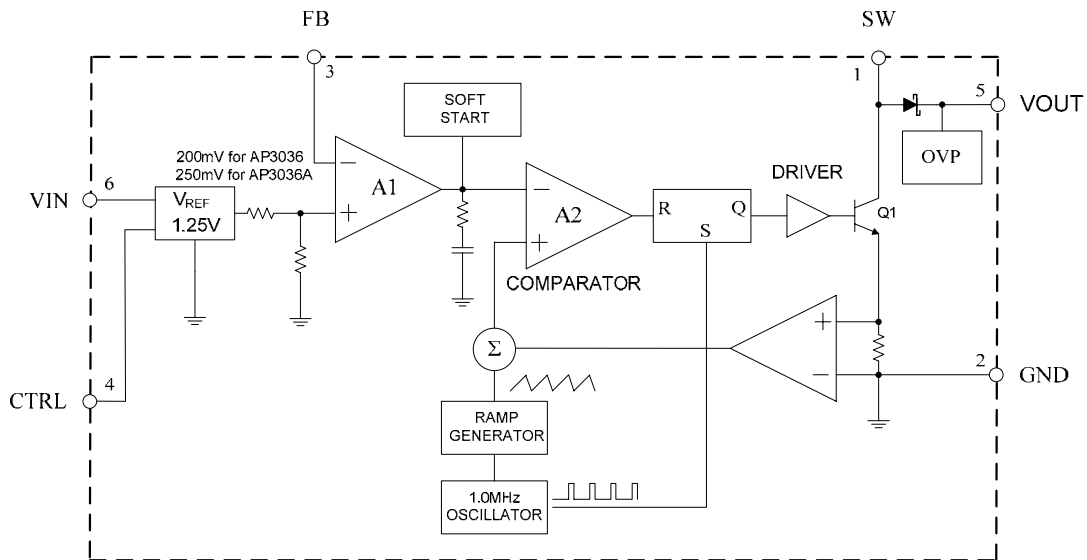 FB
SW
3
1
5
VOUT
SOFT
START
OVP
200mV for AP3036
250mV for AP3036A
−
A1
+
6
VIN
VREF
1.25V
DRIVER
−
A2
+
R
Q
S
Q1
COMPARATOR
+
−
Σ
2
GND
4
CTRL
RAMP
GENERATOR
1.0MHz
OSCILLATOR